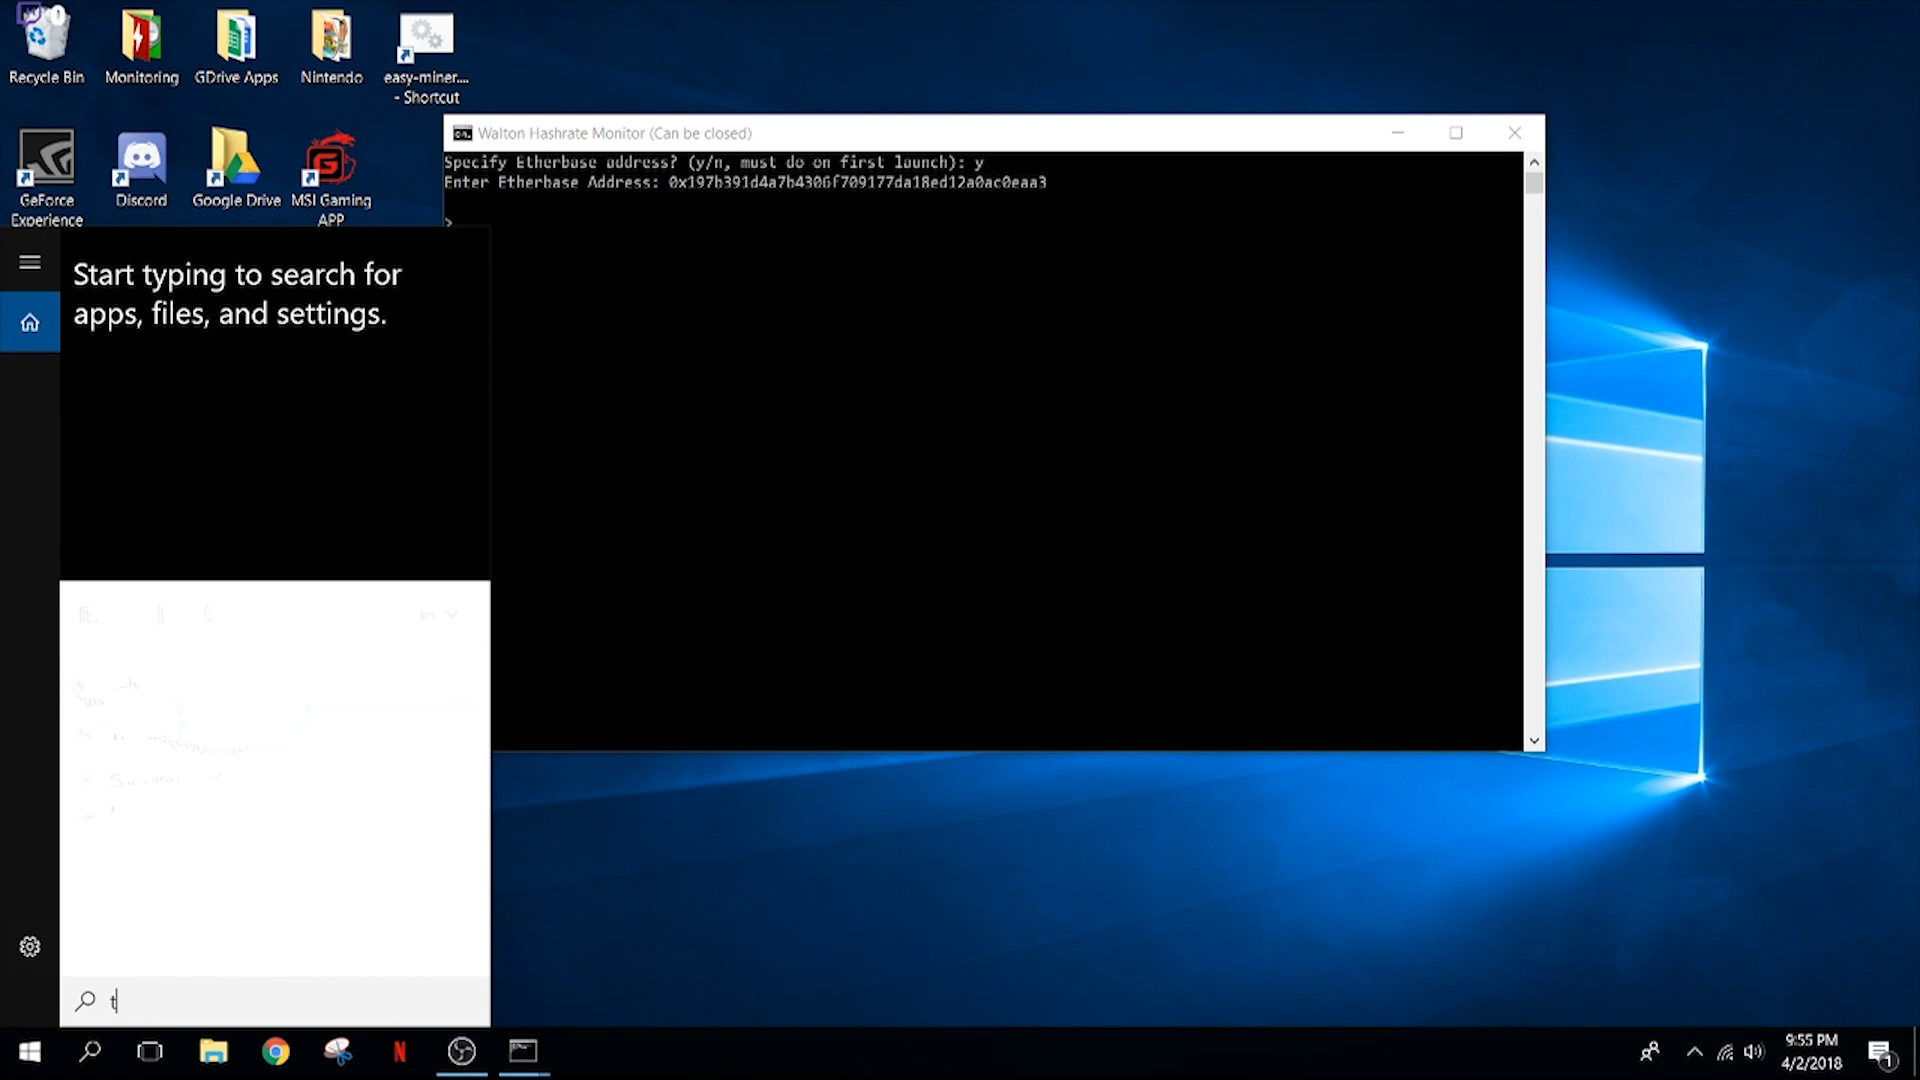 Recycle Bin
Monitoring
GDrive Apps
Nintendo
easy-miner....
- Shortcut
GeForce
Experience
Discord
Google Drive
MSI Gaming
APP
Walton Hashrate Monitor (Can be closed)
Specify Etherbase address? (y/n, must do on first launch): y
Enter Etherbase Address: 0x197b391d4a7b4306f709177da18ed12a0ac0eaa3
>
Start typing to search for
apps, files, and settings.
t
9:55 PM
4/2/2018
1